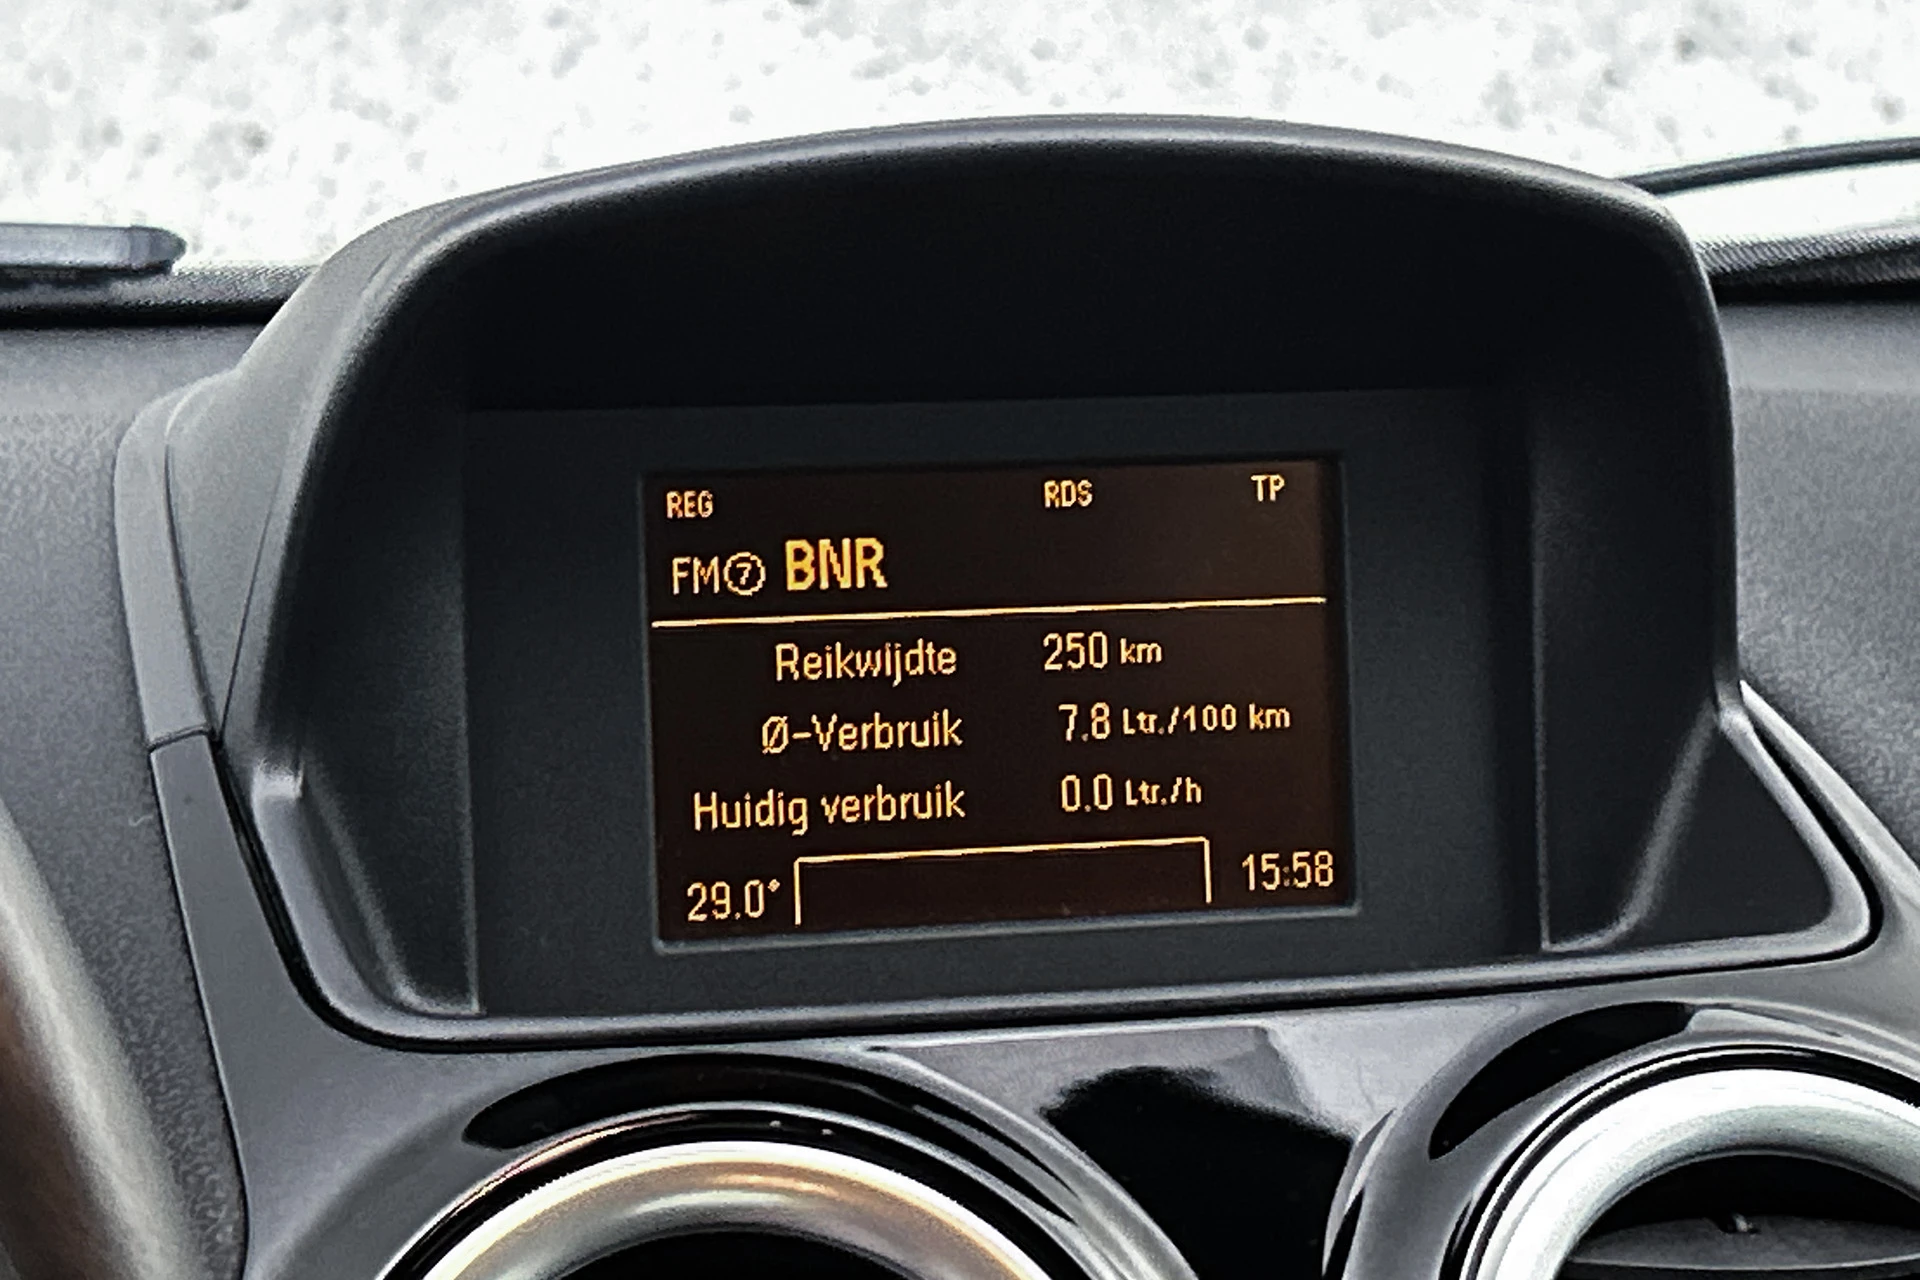 REG RDS TP
FM⑦ BNR
Reikwijdte 250 km
Ø-Verbruik 7.8 Ltr./100 km
Huidig verbruik 0.0 Ltr./h
29.0° 15:58